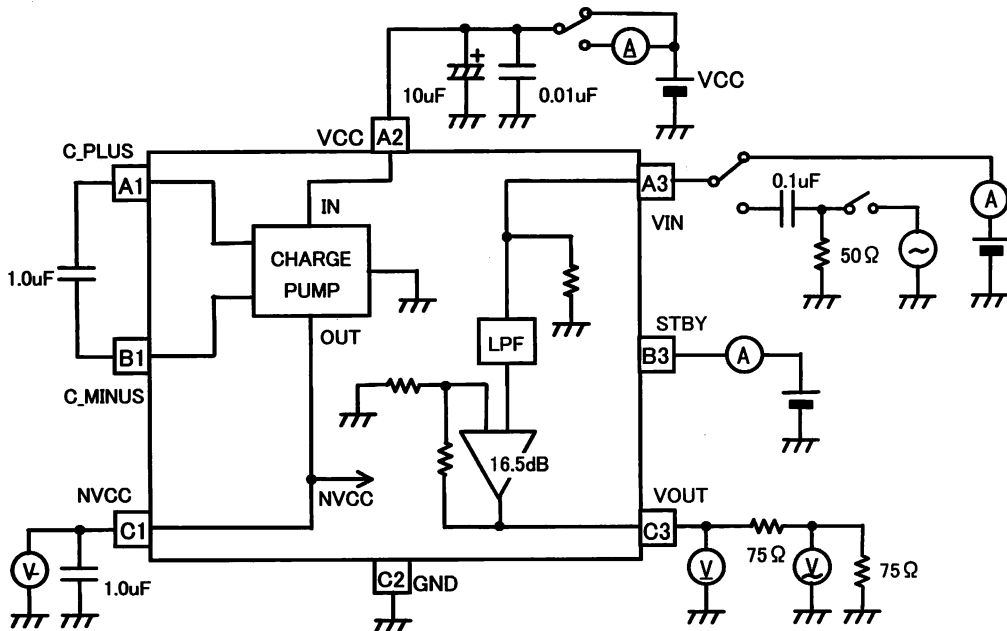 A
+
10uF
0.01uF
VCC
VCC
A2
C_PLUS
A1
IN
A3
VIN
0.1uF
A
50Ω
~
1.0uF
CHARGE
PUMP
OUT
LPF
STBY
B3
A
B1
C_MINUS
16.5dB
NVCC
NVCC
C1
VOUT
C3
V
1.0uF
C2
GND
V
75Ω
V
75Ω